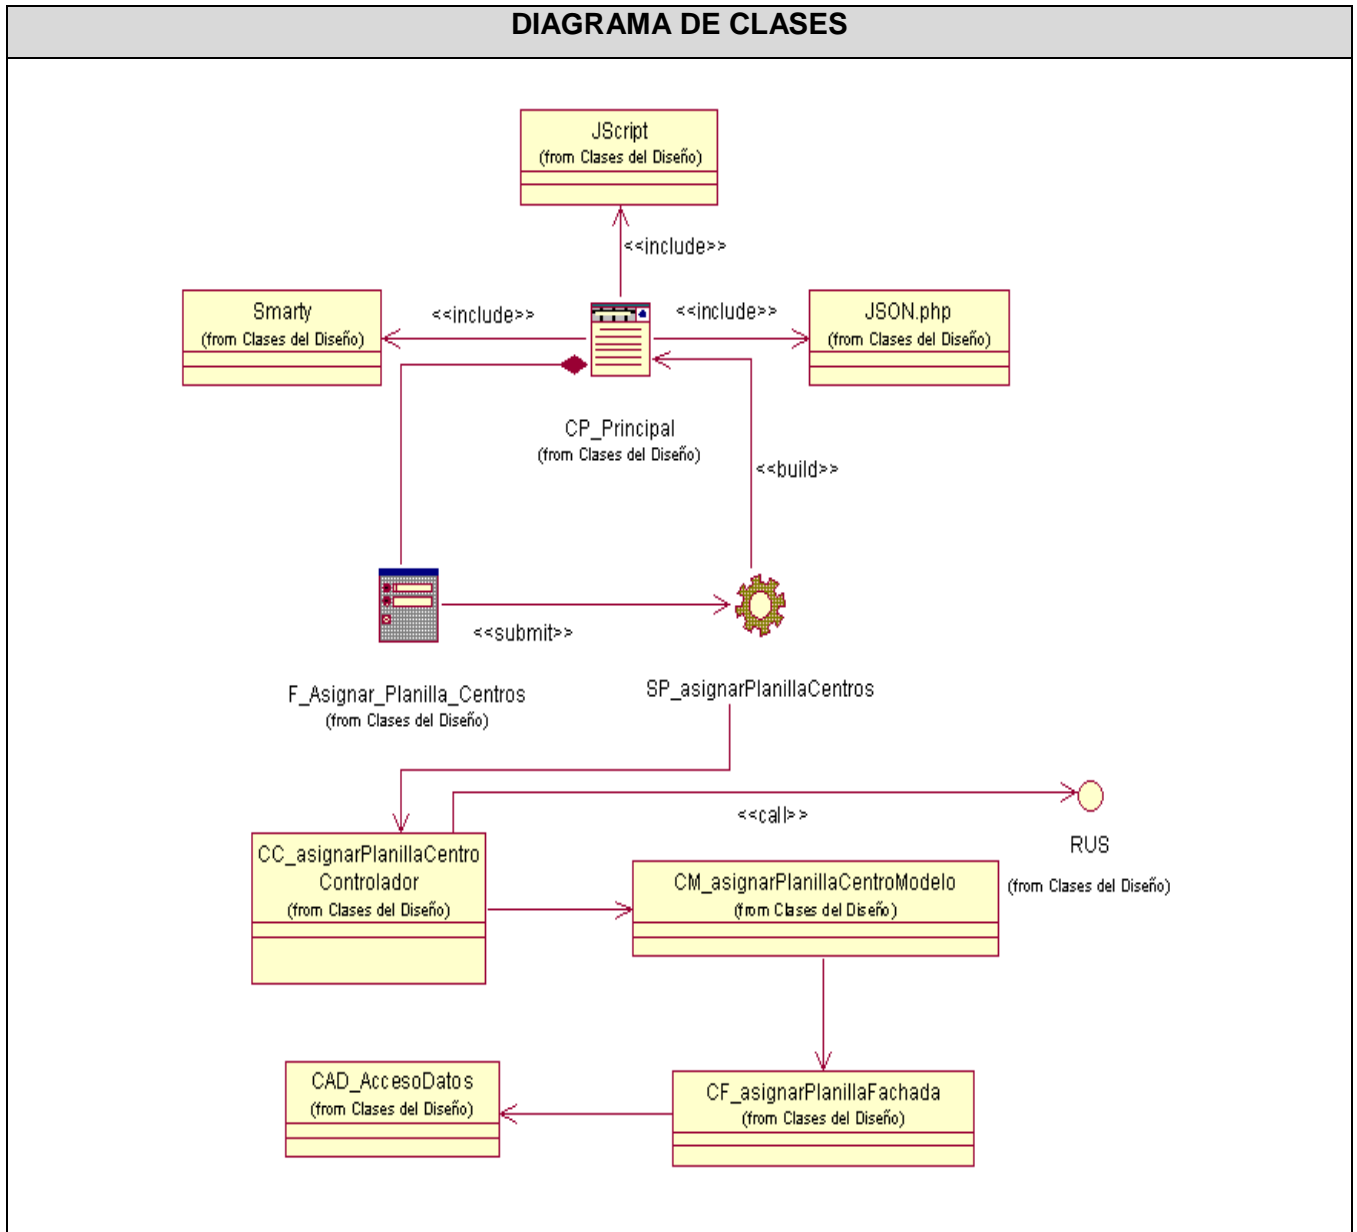 DIAGRAMA DE CLASES
JScript
(from Clases del Diseño)
<<include>>
Smarty
(from Clases del Diseño)
<<include>>
<<include>>
JSON.php
(from Clases del Diseño)
CP_Principal
(from Clases del Diseño)
<<build>>
<<submit>>
F_Asignar_Planilla_Centros
(from Clases del Diseño)
SP_asignarPlanillaCentros
<<call>>
RUS
(from Clases del Diseño)
CC_asignarPlanillaCentro
Controlador
(from Clases del Diseño)
CM_asignarPlanillaCentroModelo
(from Clases del Diseño)
CAD_AccesoDatos
(from Clases del Diseño)
CF_asignarPlanillaFachada
(from Clases del Diseño)